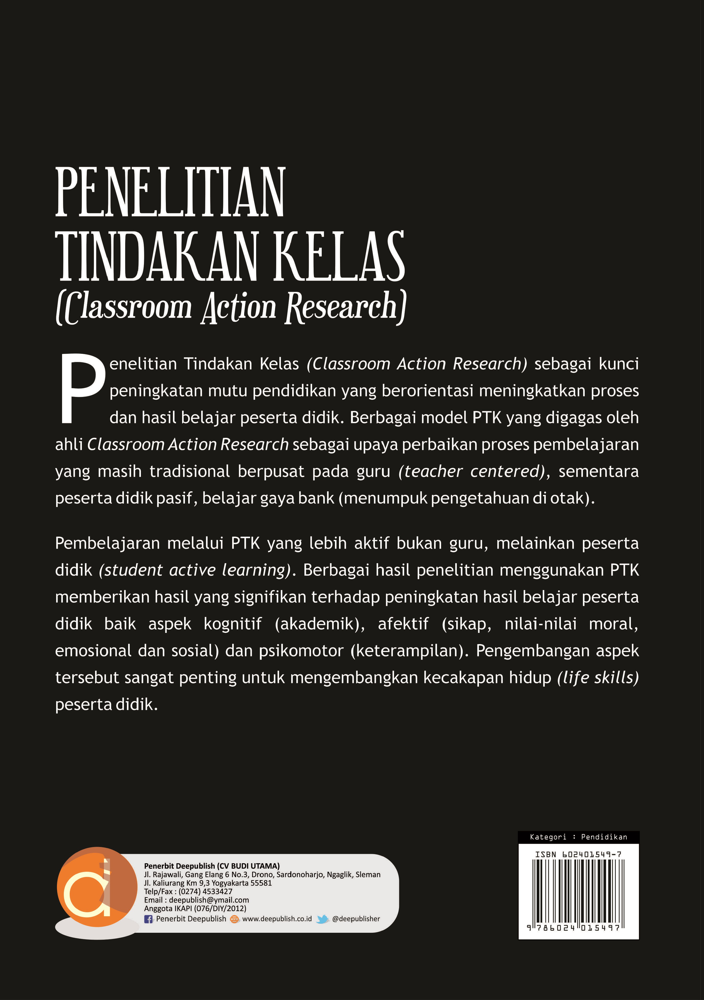 PENELITIAN
TINDAKAN KELAS
(Classroom Action Research)
Penelitian Tindakan Kelas (Classroom Action Research) sebagai kunci
peningkatan mutu pendidikan yang berorientasi meningkatkan proses
dan hasil belajar peserta didik. Berbagai model PTK yang digagas oleh
ahli Classroom Action Research sebagai upaya perbaikan proses pembelajaran
yang masih tradisional berpusat pada guru (teacher centered), sementara
peserta didik pasif, belajar gaya bank (menumpuk pengetahuan di otak).
Pembelajaran melalui PTK yang lebih aktif bukan guru, melainkan peserta
didik (student active learning). Berbagai hasil penelitian menggunakan PTK
memberikan hasil yang signifikan terhadap peningkatan hasil belajar peserta
didik baik aspek kognitif (akademik), afektif (sikap, nilai-nilai moral,
emosional dan sosial) dan psikomotor (keterampilan). Pengembangan aspek
tersebut sangat penting untuk mengembangkan kecakapan hidup (life skills)
peserta didik.
Penerbit Deepublish (CV BUDI UTAMA)
Jl. Rajawali, Gang Elang 6 No.3, Drono, Sardonoharjo, Ngaglik, Sleman
Jl. Kaliurang Km 9,3 Yogyakarta 55581
Telp/Fax : (0274) 4533427
Email : deepublish@ymail.com
Anggota IKAPI (076/DIY/2012)
Penerbit Deepublish www www.deepublish.co.id @deepublisher
Kategori : Pendidikan
ISBN 602401549-7
9 786024 015497